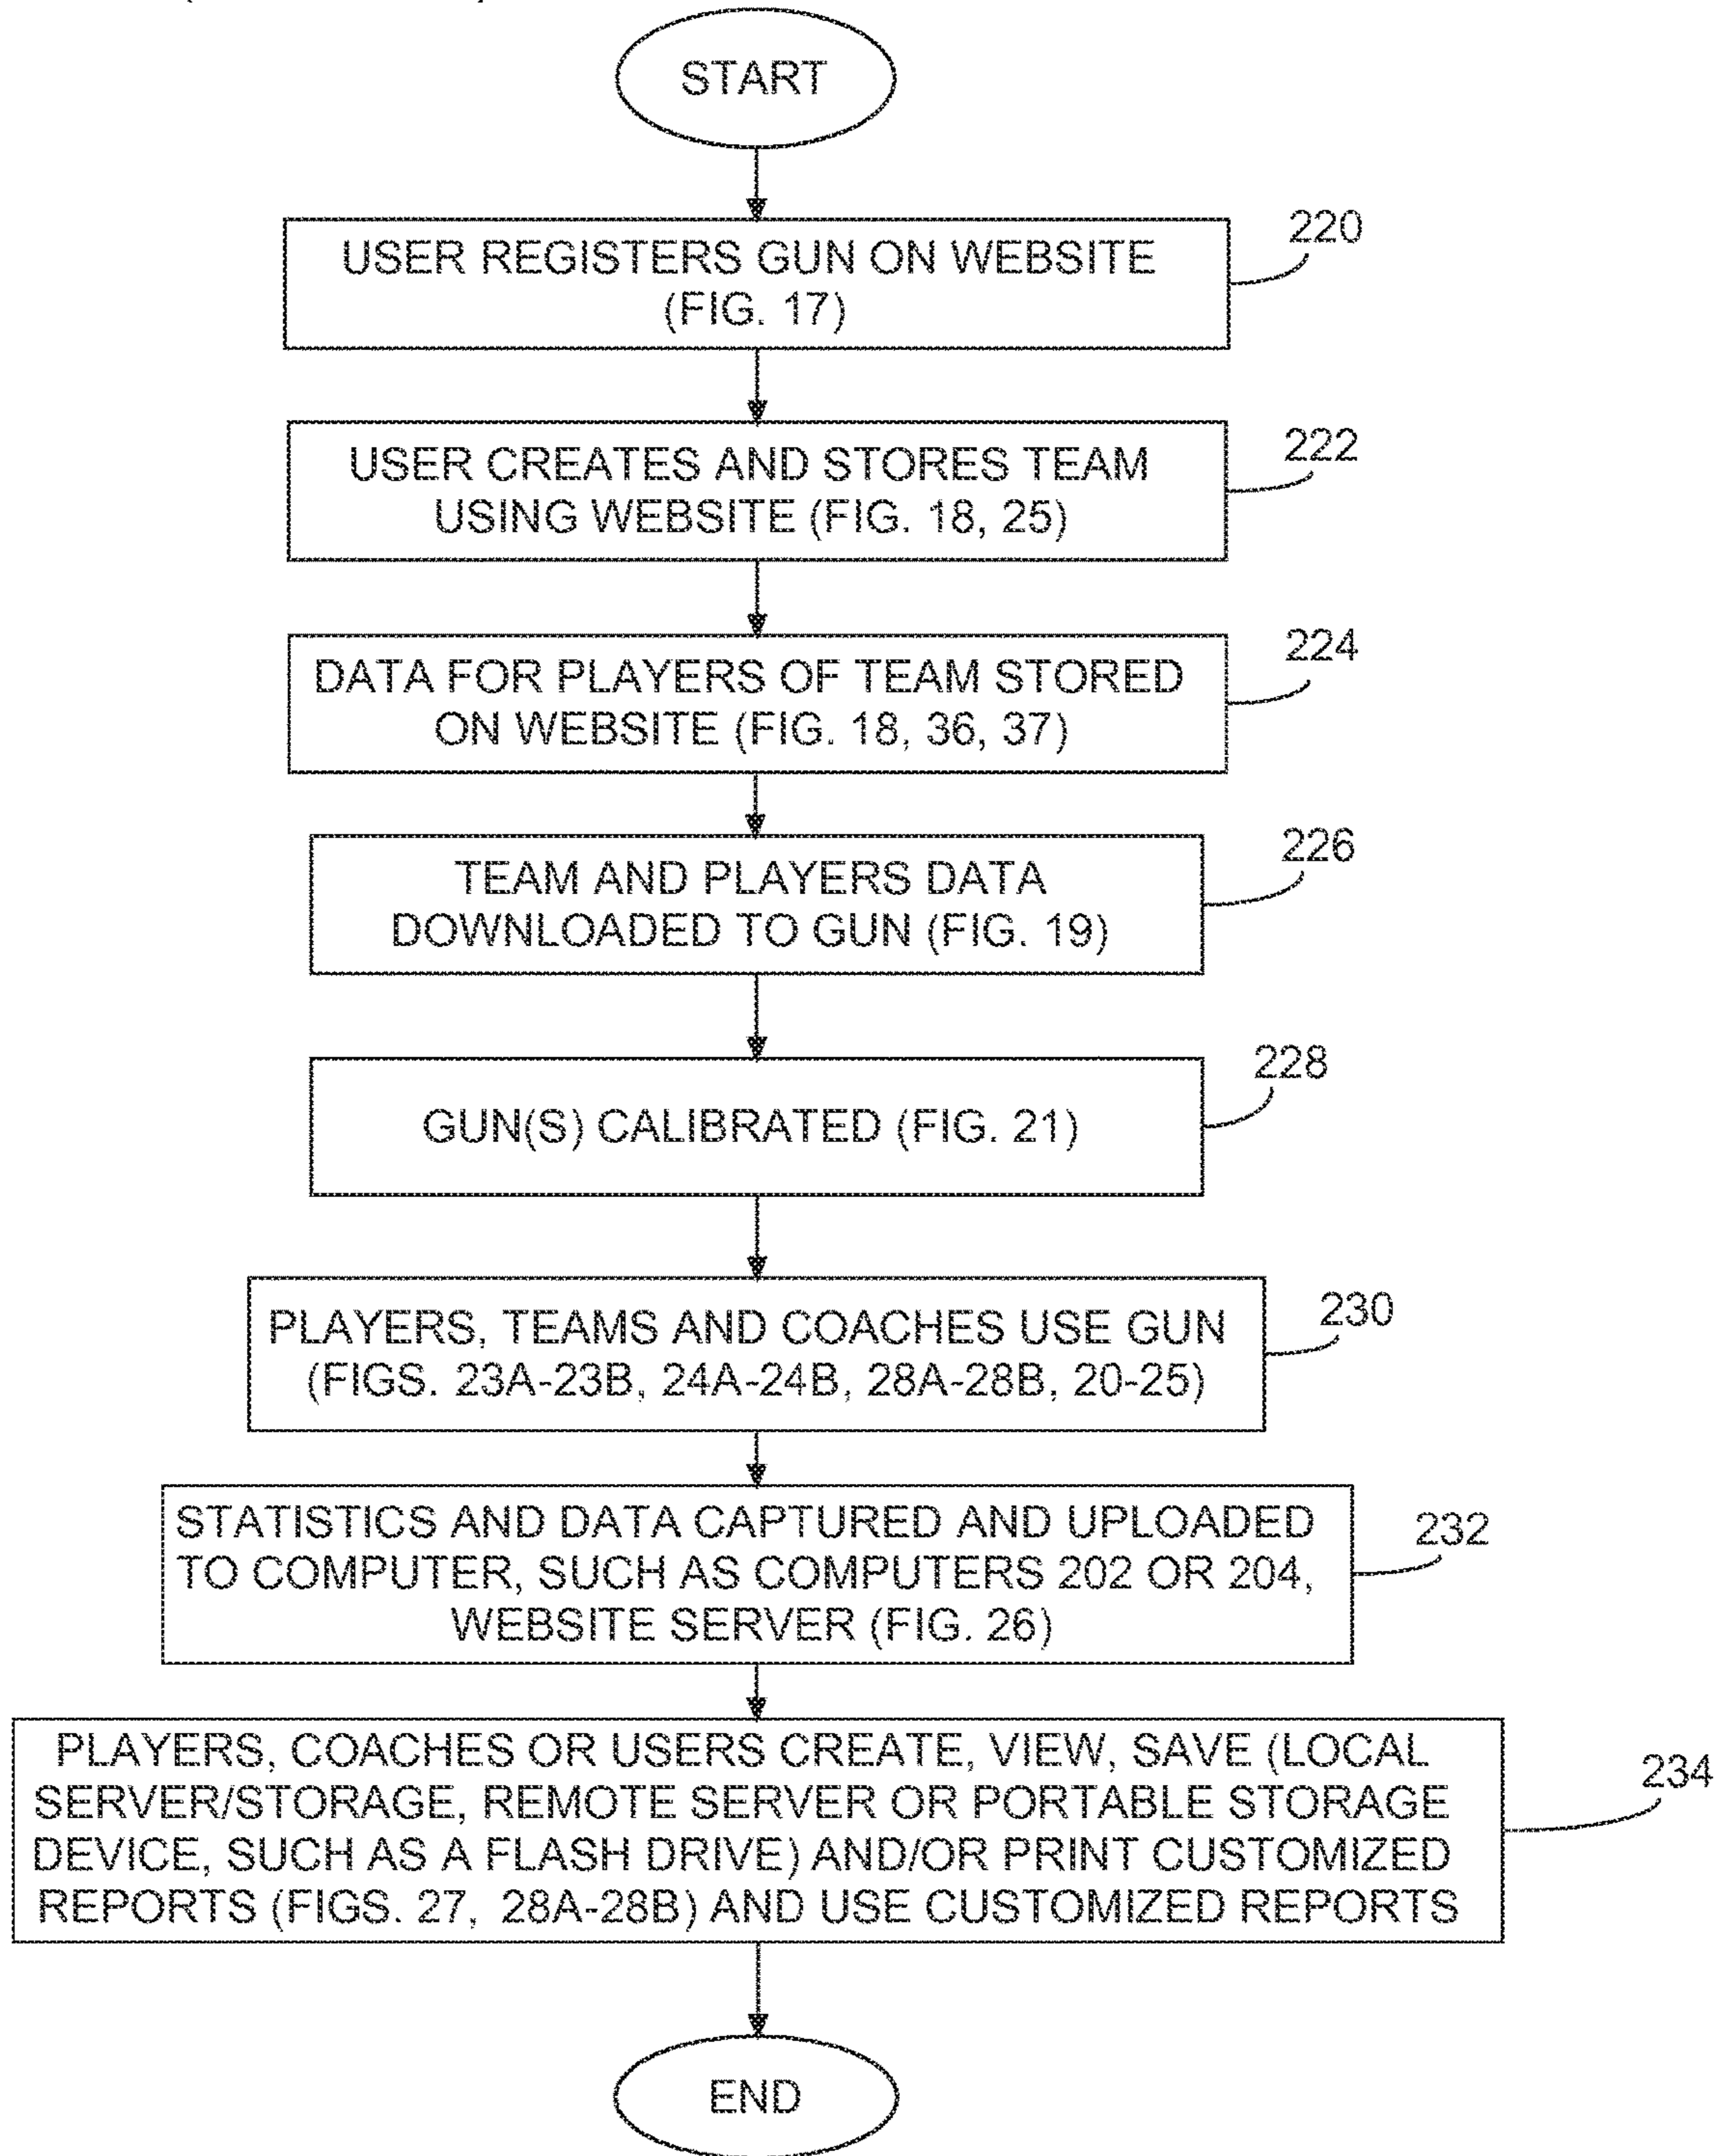 START
220
USER REGISTERS GUN ON WEBSITE
(FIG. 17)
222
USER CREATES AND STORES TEAM
USING WEBSITE (FIG. 18, 25)
224
DATA FOR PLAYERS OF TEAM STORED
ON WEBSITE (FIG. 18, 36, 37)
226
TEAM AND PLAYERS DATA
DOWNLOADED TO GUN (FIG. 19)
228
GUN(S) CALIBRATED (FIG. 21)
230
PLAYERS, TEAMS AND COACHES USE GUN
(FIGS. 23A-23B, 24A-24B, 28A-28B, 20-25)
232
STATISTICS AND DATA CAPTURED AND UPLOADED
TO COMPUTER, SUCH AS COMPUTERS 202 OR 204,
WEBSITE SERVER (FIG. 26)
234
PLAYERS, COACHES OR USERS CREATE, VIEW, SAVE (LOCAL
SERVER/STORAGE, REMOTE SERVER OR PORTABLE STORAGE
DEVICE, SUCH AS A FLASH DRIVE) AND/OR PRINT CUSTOMIZED
REPORTS (FIGS. 27, 28A-28B) AND USE CUSTOMIZED REPORTS
END